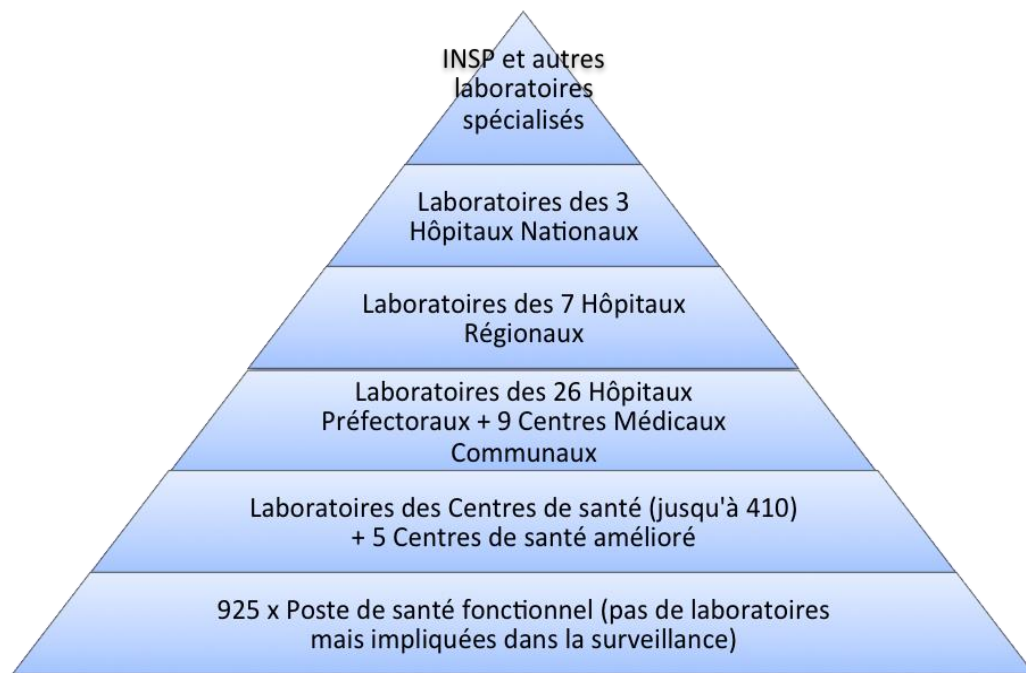 INSP et autres
laboratoires
spécialisés
Laboratoires des 3
Hôpitaux Nationaux
Laboratoires des 7 Hôpitaux
Régionaux
Laboratoires des 26 Hôpitaux
Préfectoraux + 9 Centres Médicaux
Communaux
Laboratoires des Centres de santé (jusqu'à 410)
+ 5 Centres de santé amélioré
925 x Poste de santé fonctionnel (pas de laboratoires
mais impliquées dans la surveillance)